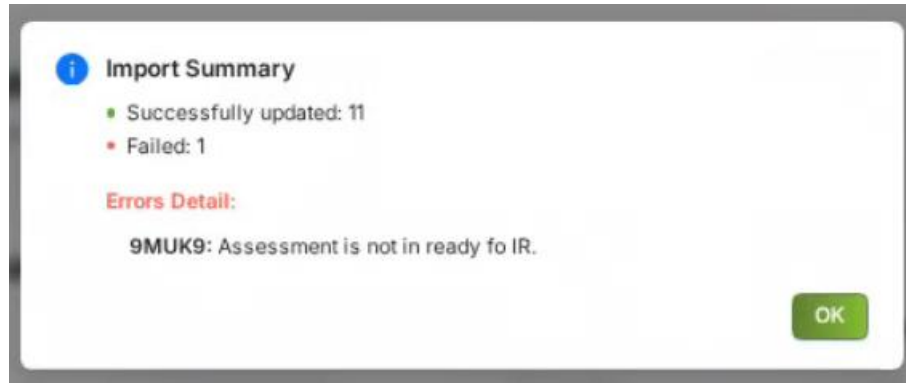 Import Summary
Successfully updated: 11
Failed: 1
Errors Detail:
9MUK9: Assessment is not in ready fo IR.
OK